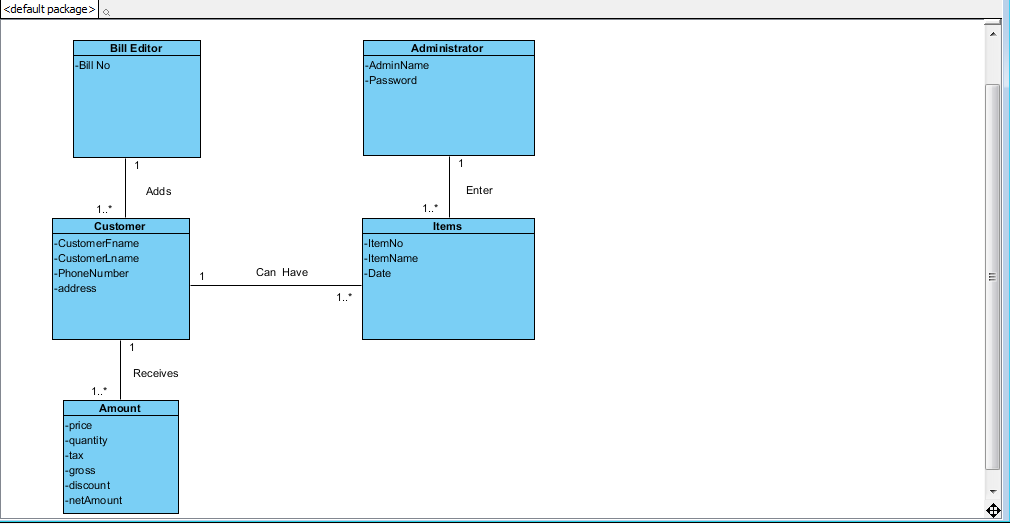 <default package>
Bill Editor
-Bill No
Administrator
-AdminName
-Password
1
Adds
1..*
1
Enter
1..*
Customer
-CustomerFname
-CustomerLname
-PhoneNumber
-address
Items
-ItemNo
-ItemName
-Date
1
Can Have
1..*
1
Receives
1..*
Amount
-price
-quantity
-tax
-gross
-discount
-netAmount